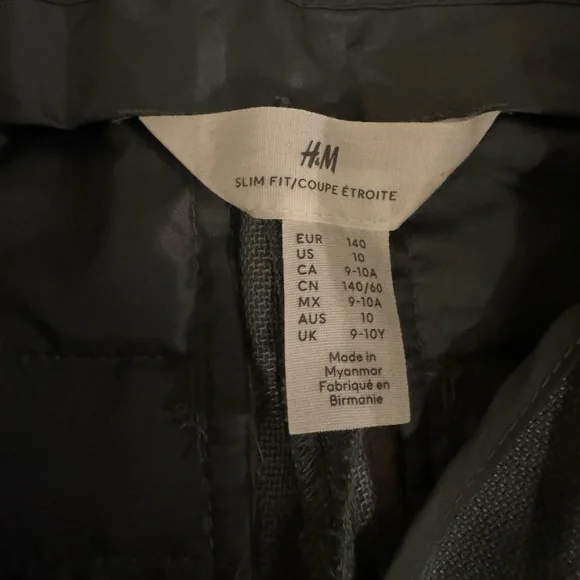 H&M
SLIM FIT/COUPE ÉTROITE
EUR 140
US 10
CA 9-10A
CN 140/60
MX 9-10A
AUS 10
UK 9-10Y
Made in
Myanmar
Fabriqué en
Birmanie